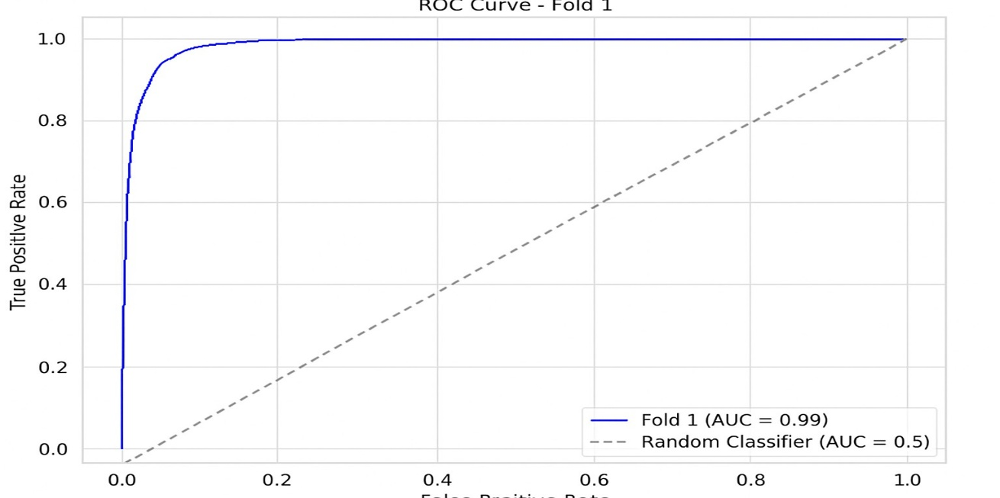 ROC Curve - Fold 1
1.0
0.8
0.6
0.4
0.2
0.0
True Positlve Rate
Fold 1 (AUC = 0.99)
Random Classifier (AUC = 0.5)
0.0 0.2 0.4 0.6 0.8 1.0